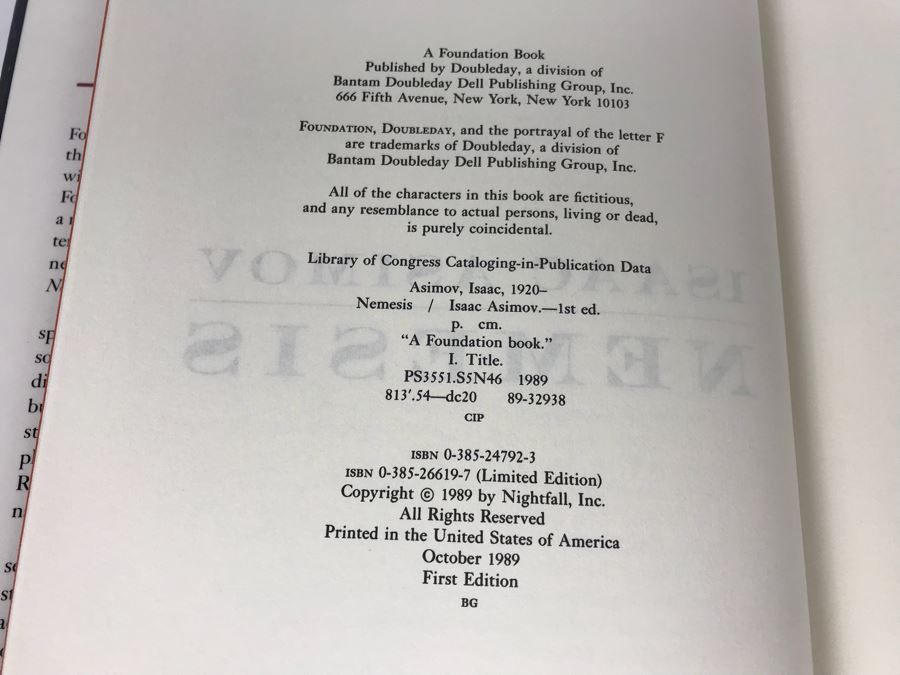 A Foundation Book
Published by Doubleday, a division of
Bantam Doubleday Dell Publishing Group, Inc.
666 Fifth Avenue, New York, New York 10103
FOUNDATION, DOUBLEDAY, and the portrayal of the letter F
are trademarks of Doubleday, a division of
Bantam Doubleday Dell Publishing Group, Inc.
All of the characters in this book are fictitious,
and any resemblance to actual persons, living or dead,
is purely coincidental.
Library of Congress Cataloging-in-Publication Data
Asimov, Isaac, 1920–
Nemesis / Isaac Asimov.—1st ed.
p. cm.
“A Foundation book.”
I. Title.
PS3551.S5N46 1989
813′.54—dc20 89-32938
CIP
ISBN 0-385-24792-3
ISBN 0-385-26619-7 (Limited Edition)
Copyright © 1989 by Nightfall, Inc.
All Rights Reserved
Printed in the United States of America
October 1989
First Edition
BG
ISAAC ASIMOV
NEMESIS